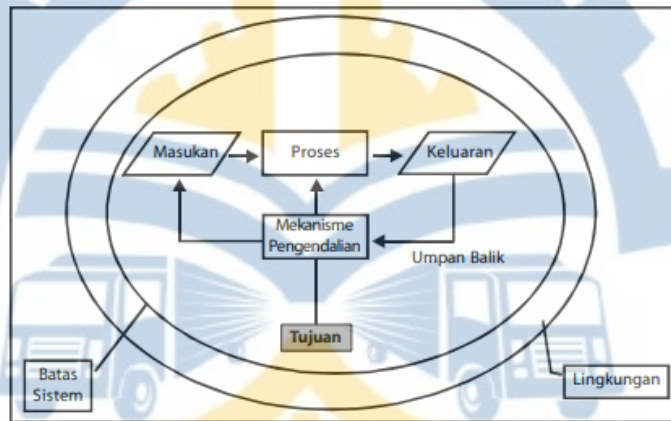 Masukan
Proses
Keluaran
Mekanisme
Pengendalian
Umpan Balik
Tujuan
Batas
Sistem
Lingkungan